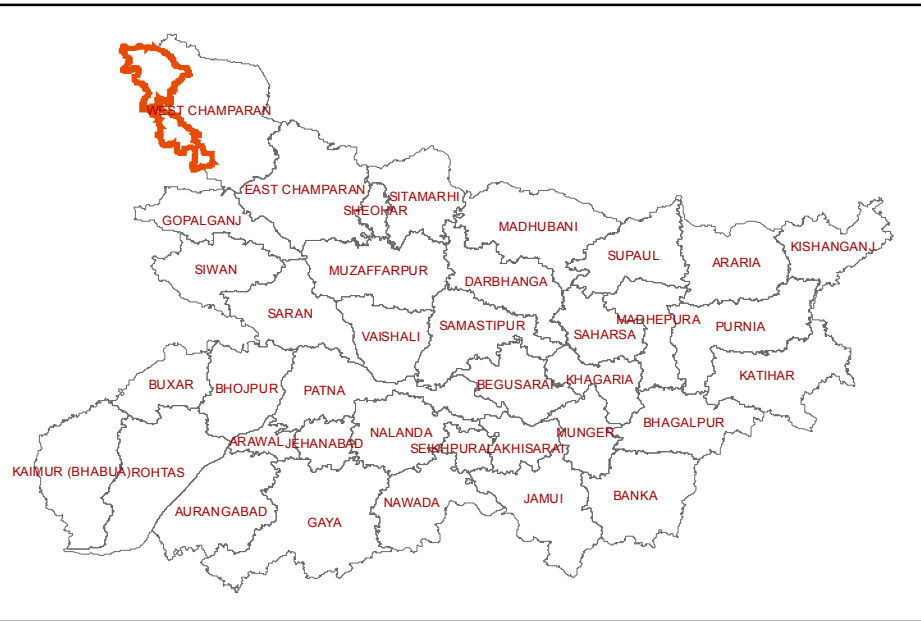 WEST CHAMPARAN
EAST CHAMPARAN
SITAMARHI
SHEOHAR
GOPALGANJ
MADHUBANI
SUPAUL
ARARIA
KISHANGANJ
SIWAN
MUZAFFARPUR
DARBHANGA
SARAN
VAISHALI
SAMASTIPUR
SAHARSA
MADHEPURA
PURNIA
BUXAR
BHOJPUR
PATNA
BEGUSARAI
KHAGARIA
KATIHAR
ARAWAL
JEHANABAD
NALANDA
SEIKHPURA
LAKHISARAI
MUNGER
BHAGALPUR
KAIMUR (BHABUA)
ROHTAS
AURANGABAD
GAYA
NAWADA
JAMUI
BANKA